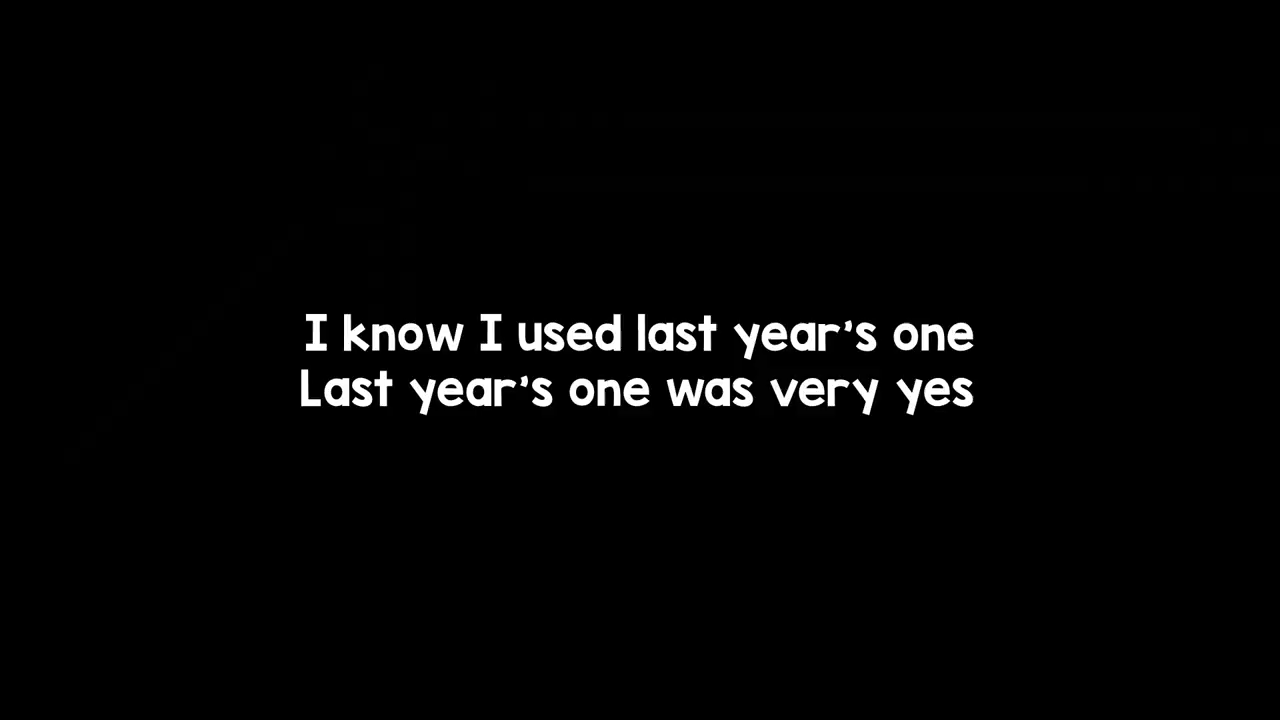 I know I used last year's one
Last year's one was very yes